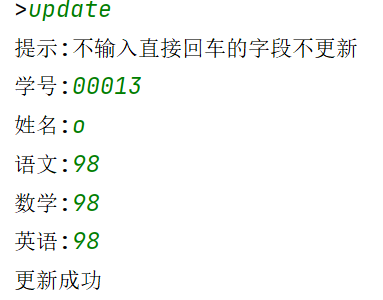 >update
提示:不输入直接回车的字段不更新
学号:00013
姓名:o
语文:98
数学:98
英语:98
更新成功